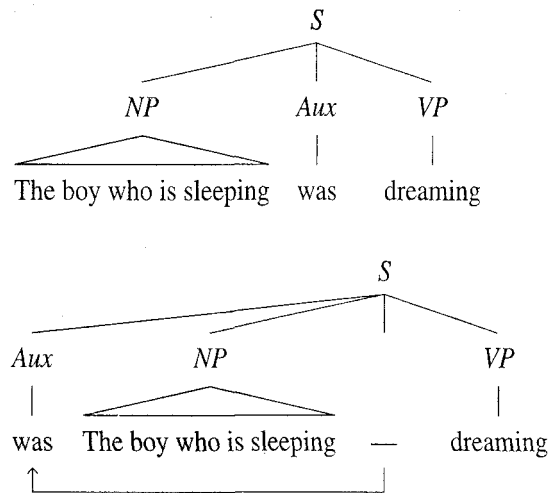 S
NP Aux VP
The boy who is sleeping was dreaming
S
Aux NP VP
was The boy who is sleeping — dreaming